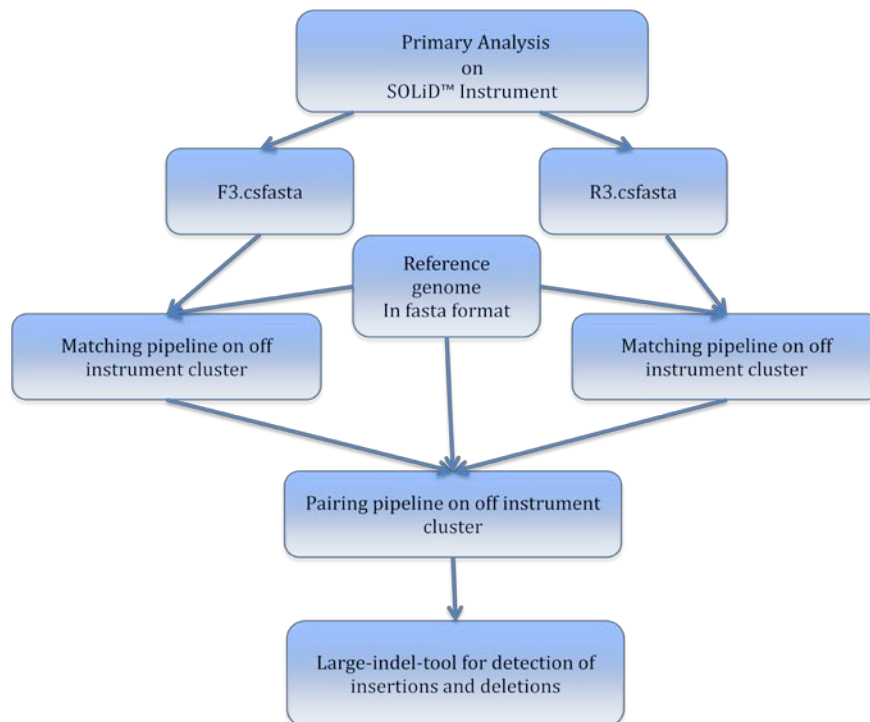 Primary Analysis
on
SOLiD™ Instrument
F3.csfasta
R3.csfasta
Reference
genome
In fasta format
Matching pipeline on off
instrument cluster
Matching pipeline on off
instrument cluster
Pairing pipeline on off instrument
cluster
Large-indel-tool for detection of
insertions and deletions